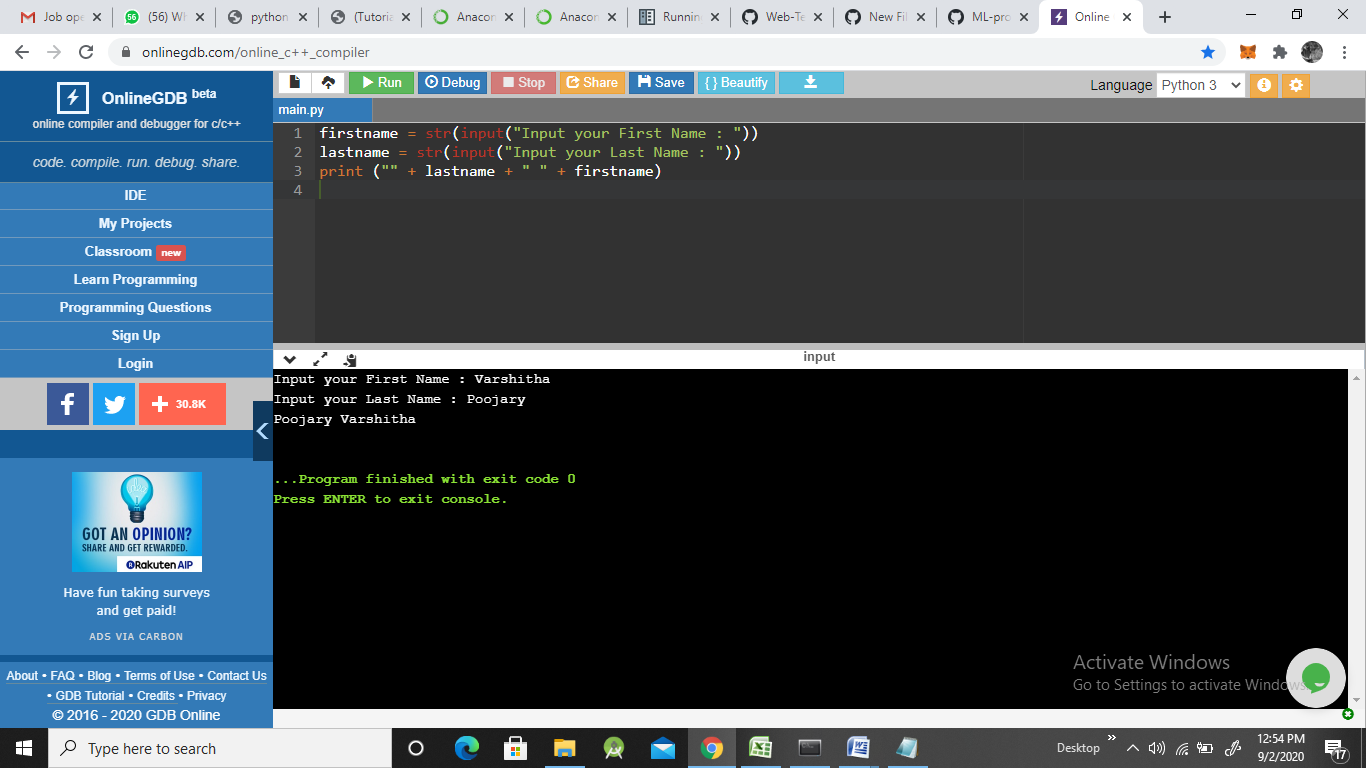 Job ope
(56) Wh
python
(Tutoria
Anacon
Anacon
Runnin
Web-Te
New Fil
ML-pro
Online
onlinegdb.com/online_c++_compiler
OnlineGDB beta
online compiler and debugger for c/c++
code. compile. run. debug. share.
IDE
My Projects
Classroom new
Learn Programming
Programming Questions
Sign Up
Login
30.8K
GOT AN OPINION?
SHARE AND GET REWARDED.
Rakuten AIP
Have fun taking surveys
and get paid!
ADS VIA CARBON
About • FAQ • Blog • Terms of Use • Contact Us
• GDB Tutorial • Credits • Privacy
© 2016 - 2020 GDB Online
Run Debug Stop Share Save { } Beautify
Language Python 3
main.py
1 firstname = str(input("Input your First Name : "))
2 lastname = str(input("Input your Last Name : "))
3 print ("" + lastname + " " + firstname)
4
input
Input your First Name : Varshitha
Input your Last Name : Poojary
Poojary Varshitha
...Program finished with exit code 0
Press ENTER to exit console.
Activate Windows
Go to Settings to activate Windows.
Type here to search
Desktop
12:54 PM
9/2/2020
17